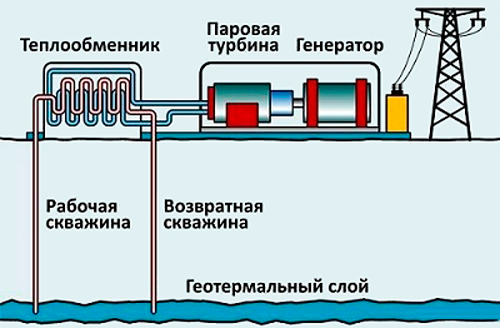 Паровая
Теплообменник турбина Генератор
Рабочая Возвратная
скважина скважина
Геотермальный слой